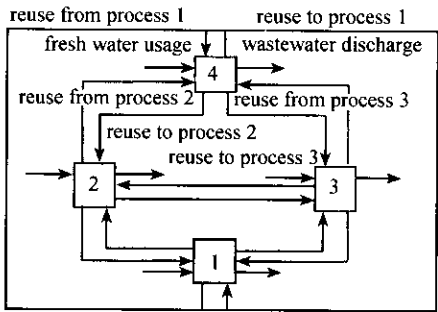 reuse from process 1
reuse to process 1
fresh water usage
wastewater discharge
4
reuse from process 2
reuse from process 3
reuse to process 2
reuse to process 3
2
3
1